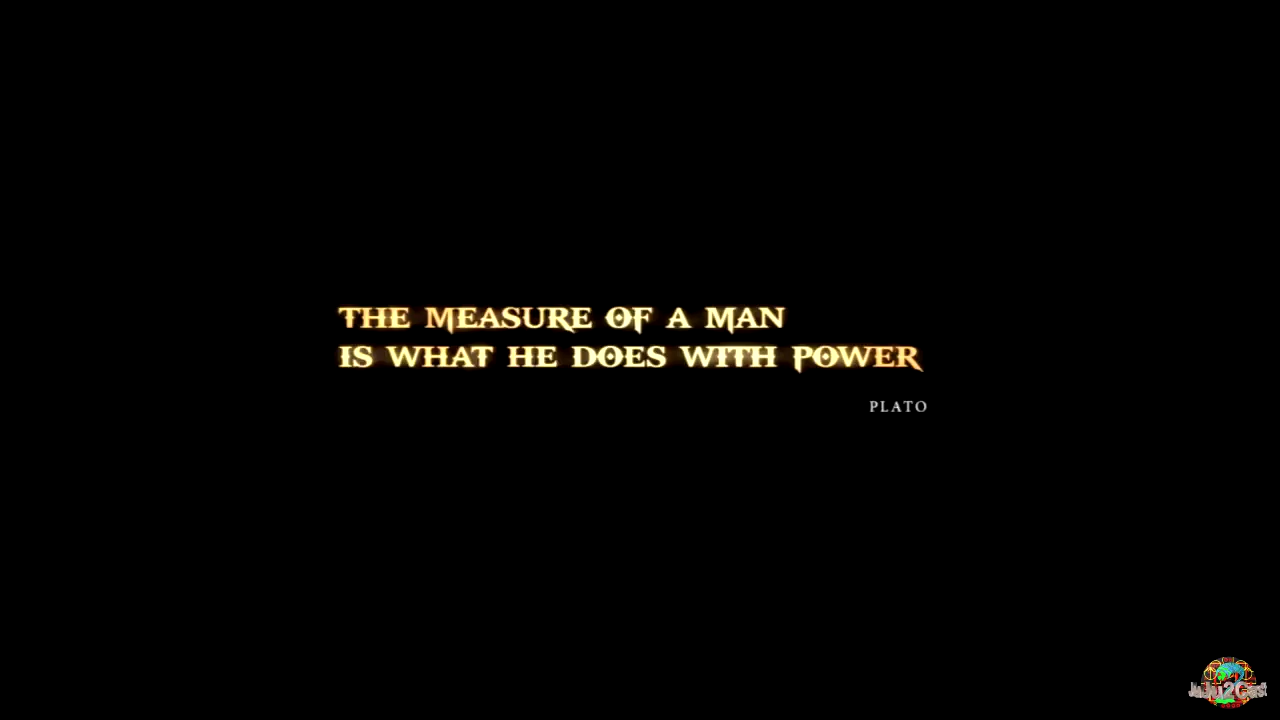 THE MEASURE OF A MAN
IS WHAT HE DOES WITH POWER
PLATO